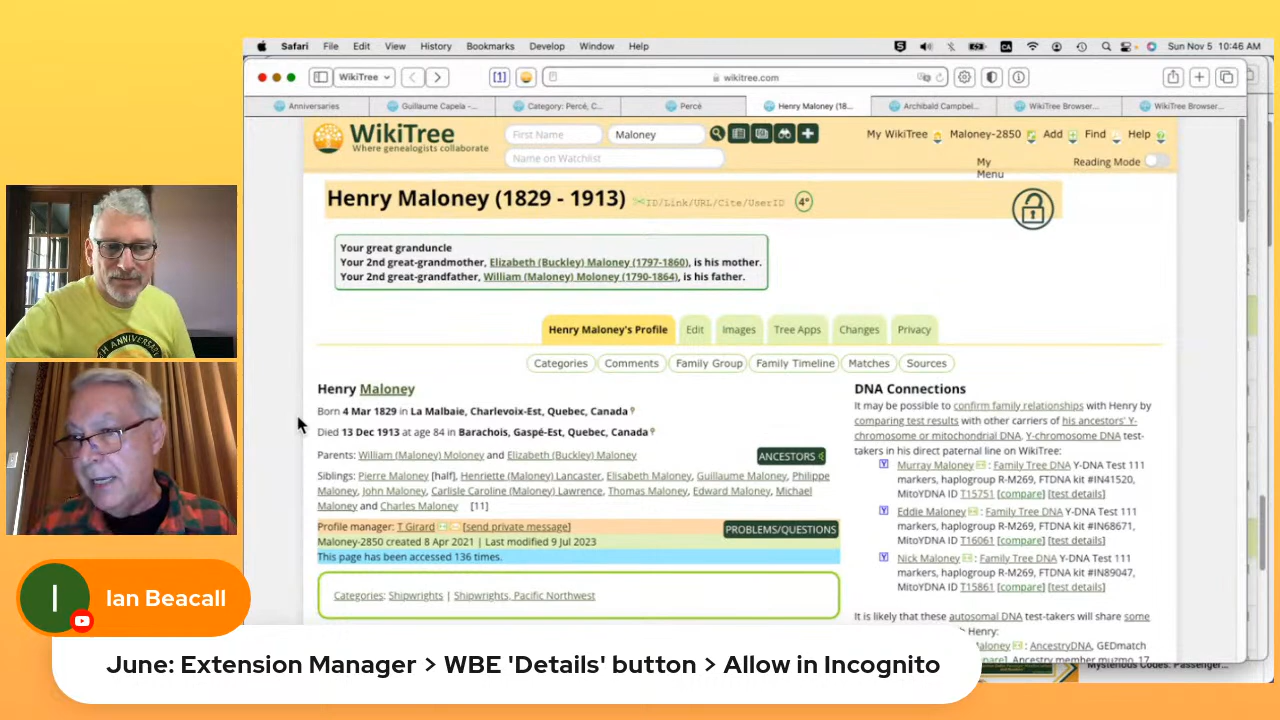 Safari File Edit View History Bookmarks Develop Window Help Sun Nov 5 10:46 AM
WikiTree wikitree.com
Anniversaries Guillaume Capela -... Category: Percé, C... Percé Henry Maloney (18... Archibald Campbel... WikiTree Browser... WikiTree Browser...
WikiTree
Where genealogists collaborate
First Name Maloney
Name on Watchlist
My WikiTree Maloney-2850 Add Find Help
My Menu Reading Mode
Henry Maloney (1829 - 1913) ID/Link/URL/Cite/UserID 4°
Your great granduncle
Your 2nd great-grandmother, Elizabeth (Buckley) Maloney (1797-1860), is his mother.
Your 2nd great-grandfather, William (Maloney) Moloney (1790-1864), is his father.
Henry Maloney's Profile Edit Images Tree Apps Changes Privacy
Categories Comments Family Group Family Timeline Matches Sources
Henry Maloney
Born 4 Mar 1829 in La Malbaie, Charlevoix-Est, Quebec, Canada
Died 13 Dec 1913 at age 84 in Barachois, Gaspé-Est, Quebec, Canada
Parents: William (Maloney) Moloney and Elizabeth (Buckley) Maloney
ANCESTORS
Siblings: Pierre Maloney [half], Henriette (Maloney) Lancaster, Elisabeth Maloney, Guillaume Maloney, Philippe
Maloney, John Maloney, Carlisle Caroline (Maloney) Lawrence, Thomas Maloney, Edward Maloney, Michael
Maloney and Charles Maloney [11]
Profile manager: T Girard [send private message]
PROBLEMS/QUESTIONS
Maloney-2850 created 8 Apr 2021 | Last modified 9 Jul 2023
This page has been accessed 136 times.
Categories: Shipwrights | Shipwrights, Pacific Northwest
DNA Connections
It may be possible to confirm family relationships with Henry by
comparing test results with other carriers of his ancestors' Y-
chromosome or mitochondrial DNA. Y-chromosome DNA test-
takers in his direct paternal line on WikiTree:
Y Murray Maloney : Family Tree DNA Y-DNA Test 111
markers, haplogroup R-M269, FTDNA kit #IN41520,
MitoYDNA ID T15751 [compare] [test details]
Y Eddie Maloney : Family Tree DNA Y-DNA Test 111
markers, haplogroup R-M269, FTDNA kit #IN68671,
MitoYDNA ID T16061 [compare] [test details]
Y Nick Maloney : Family Tree DNA Y-DNA Test 111
markers, haplogroup R-M269, FTDNA kit #IN89047,
MitoYDNA ID T15861 [compare] [test details]
It is likely that these autosomal DNA test-takers will share some
Henry:
AncestryDNA, GEDmatch
Ancestry member muzmo, 17
Mysterious Codes: Passenger...
I Ian Beacall
June: Extension Manager > WBE 'Details' button > Allow in Incognito